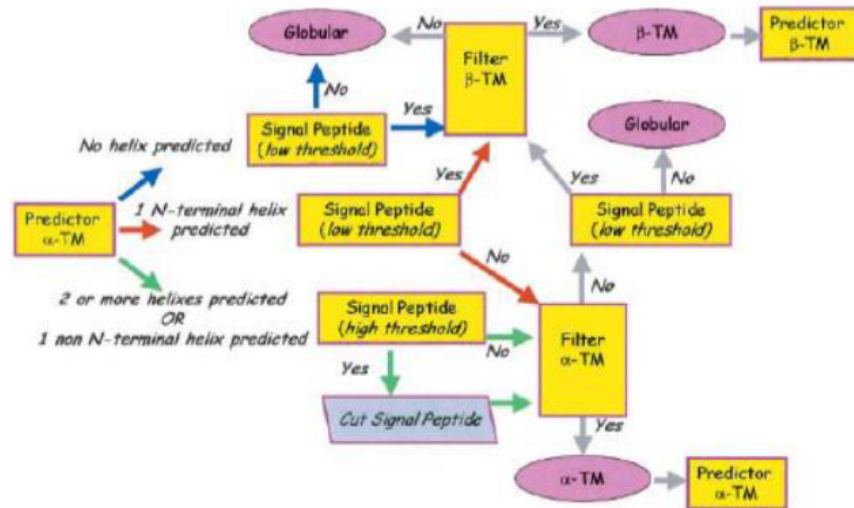 Globular
No
Filter
β-TM
Yes
β-TM
Predictor
β-TM
No
Signal Peptide
(low threshold)
Yes
Globular
No helix predicted
Yes
Yes
No
Predictor
α-TM
1 N-terminal helix
predicted
Signal Peptide
(low threshold)
Signal Peptide
(low threshold)
No
No
2 or more helixes predicted
OR
1 non N-terminal helix predicted
Signal Peptide
(high threshold)
No
Filter
α-TM
Yes
Cut Signal Peptide
Yes
α-TM
Predictor
α-TM